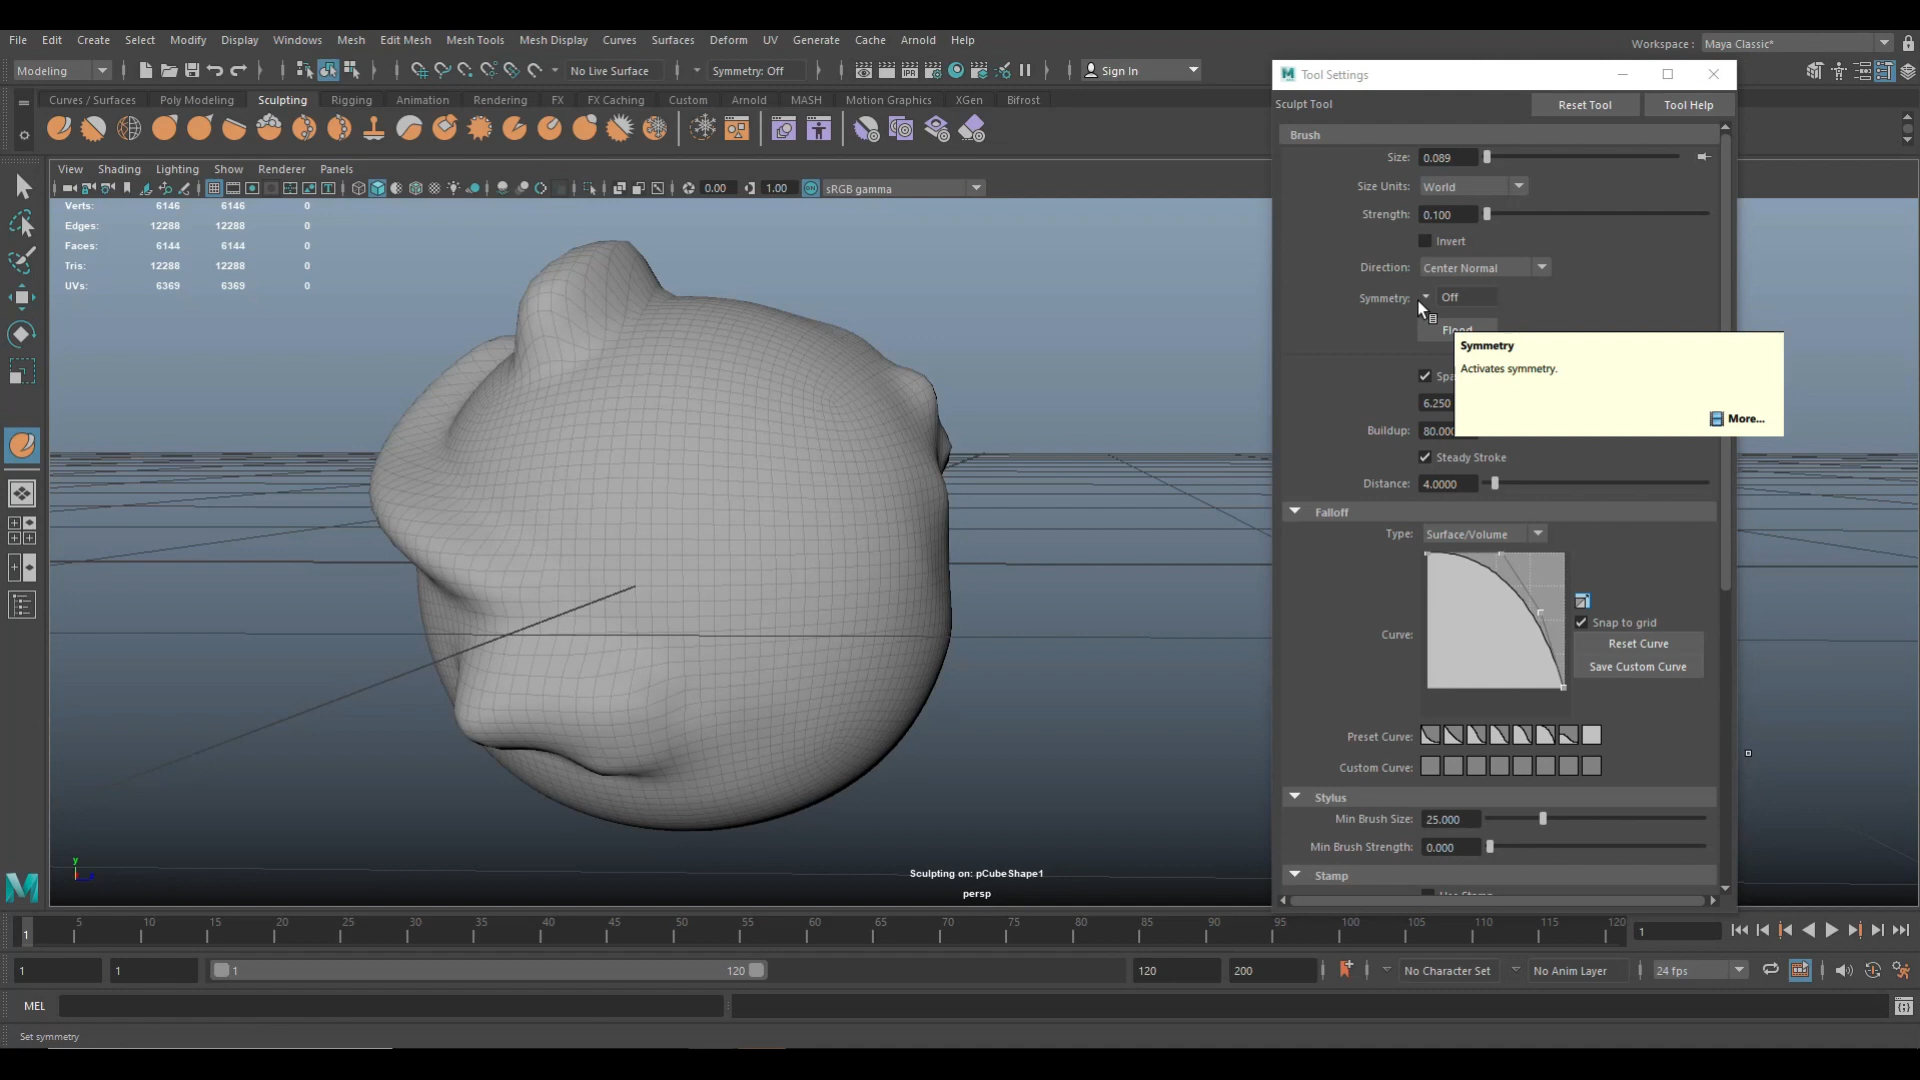 File Edit Create Select Modify Display Windows Mesh Edit Mesh Mesh Tools Mesh Display Curves Surfaces Deform UV Generate Cache Arnold Help
Workspace : Maya Classic*
Modeling No Live Surface Symmetry: Off Sign In
Tool Settings
Curves / Surfaces Poly Modeling Sculpting Rigging Animation Rendering FX FX Caching Custom Arnold MASH Motion Graphics XGen Bifrost
Sculpt Tool Reset Tool Tool Help
Brush
Size: 0.089
Size Units: World
Strength: 0.100
Invert
Direction: Center Normal
Symmetry: Off
Symmetry
Activates symmetry.
6.250
More...
Buildup:
Steady Stroke
Distance: 4.0000
Falloff
Type: Surface/Volume
Curve:
Snap to grid
Reset Curve
Save Custom Curve
Preset Curve:
Custom Curve:
Stylus
Min Brush Size: 25.000
Min Brush Strength: 0.000
Stamp
View Shading Lighting Show Renderer Panels
0.00 1.00 ON sRGB gamma
Verts: 6146 6146 0
Edges: 12288 12288 0
Faces: 6144 6144 0
Tris: 12288 12288 0
UVs: 6369 6369 0
y
Sculpting on: pCubeShape1
persp
1 5 10 15 20 25 30 35 40 45 50 55 60 65 70 75 80 85 90 95 100 105 110 115 120 1
1 1 1 120 120 200 No Character Set No Anim Layer 24 fps
MEL
Set symmetry